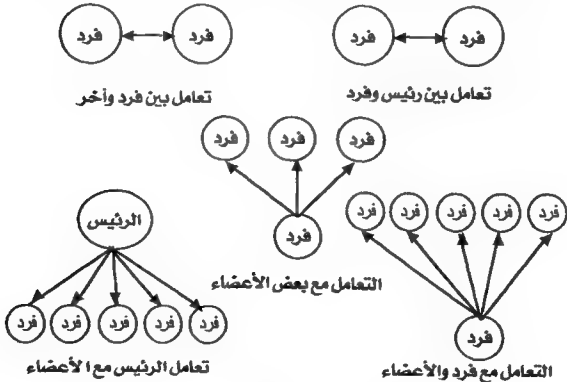 فرد فرد
فرد فرد
تعامل بين رئيس وفرد
تعامل بين فرد وآخر
فرد فرد فرد
فرد
التعامل مع بعض الأعضاء
فرد فرد فرد فرد فرد
فرد
التعامل مع فرد والأعضاء
الرئيس
فرد فرد فرد فرد فرد
تعامل الرئيس مع الأعضاء